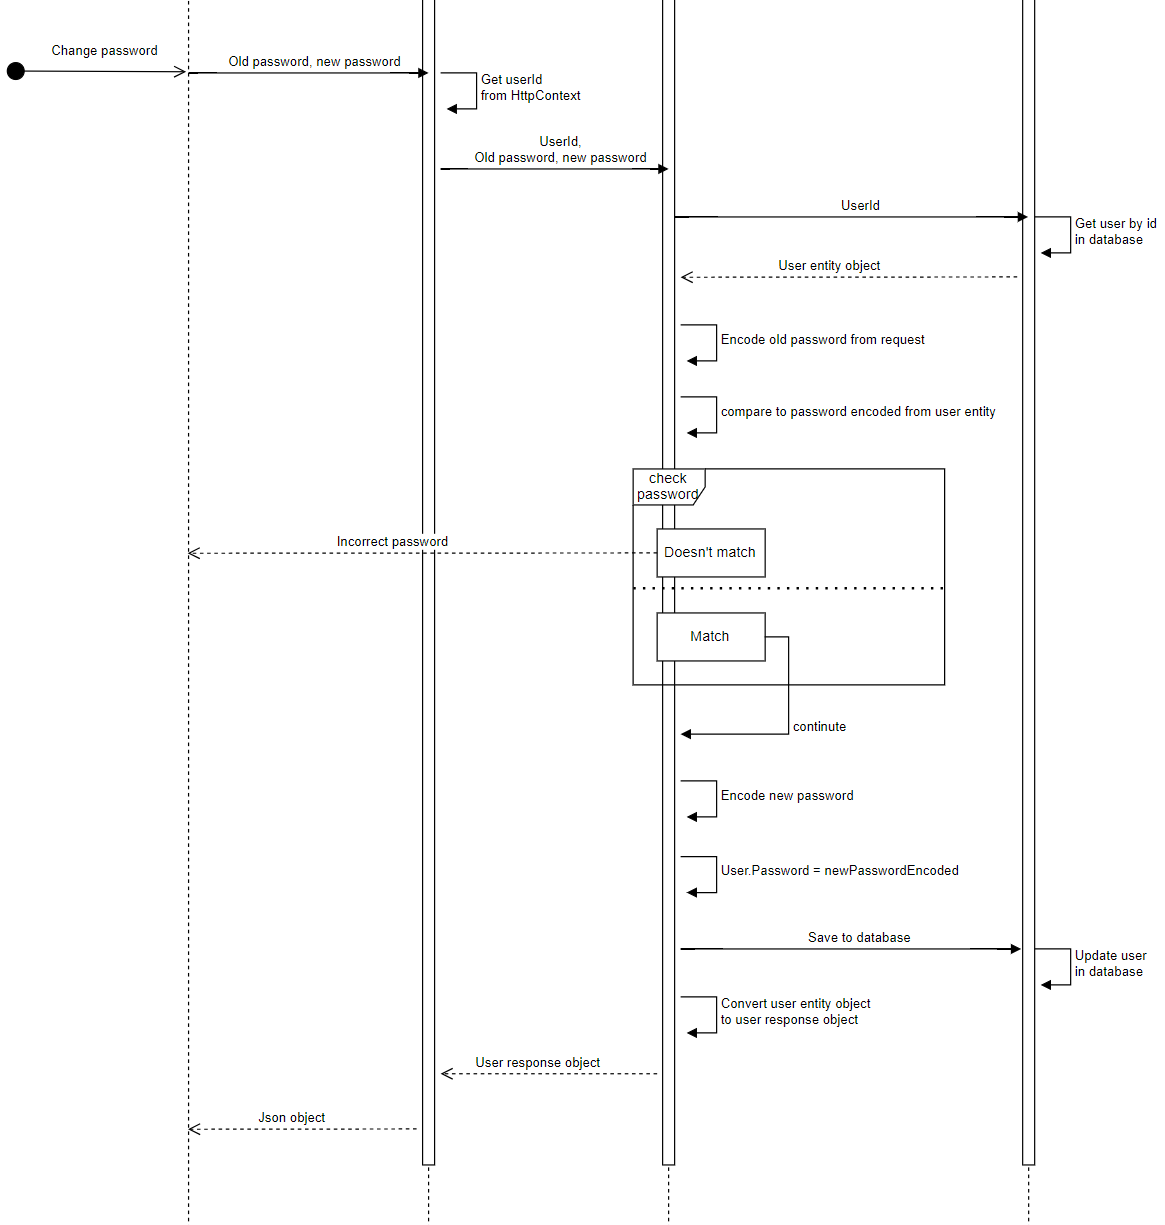 Change password
Old password, new password
Get userId
from HttpContext
UserId,
Old password, new password
UserId
Get user by id
in database
User entity object
Encode old password from request
compare to password encoded from user entity
check
password
Incorrect password
Doesn't match
Match
continute
Encode new password
User.Password = newPasswordEncoded
Save to database
Update user
in database
Convert user entity object
to user response object
User response object
Json object